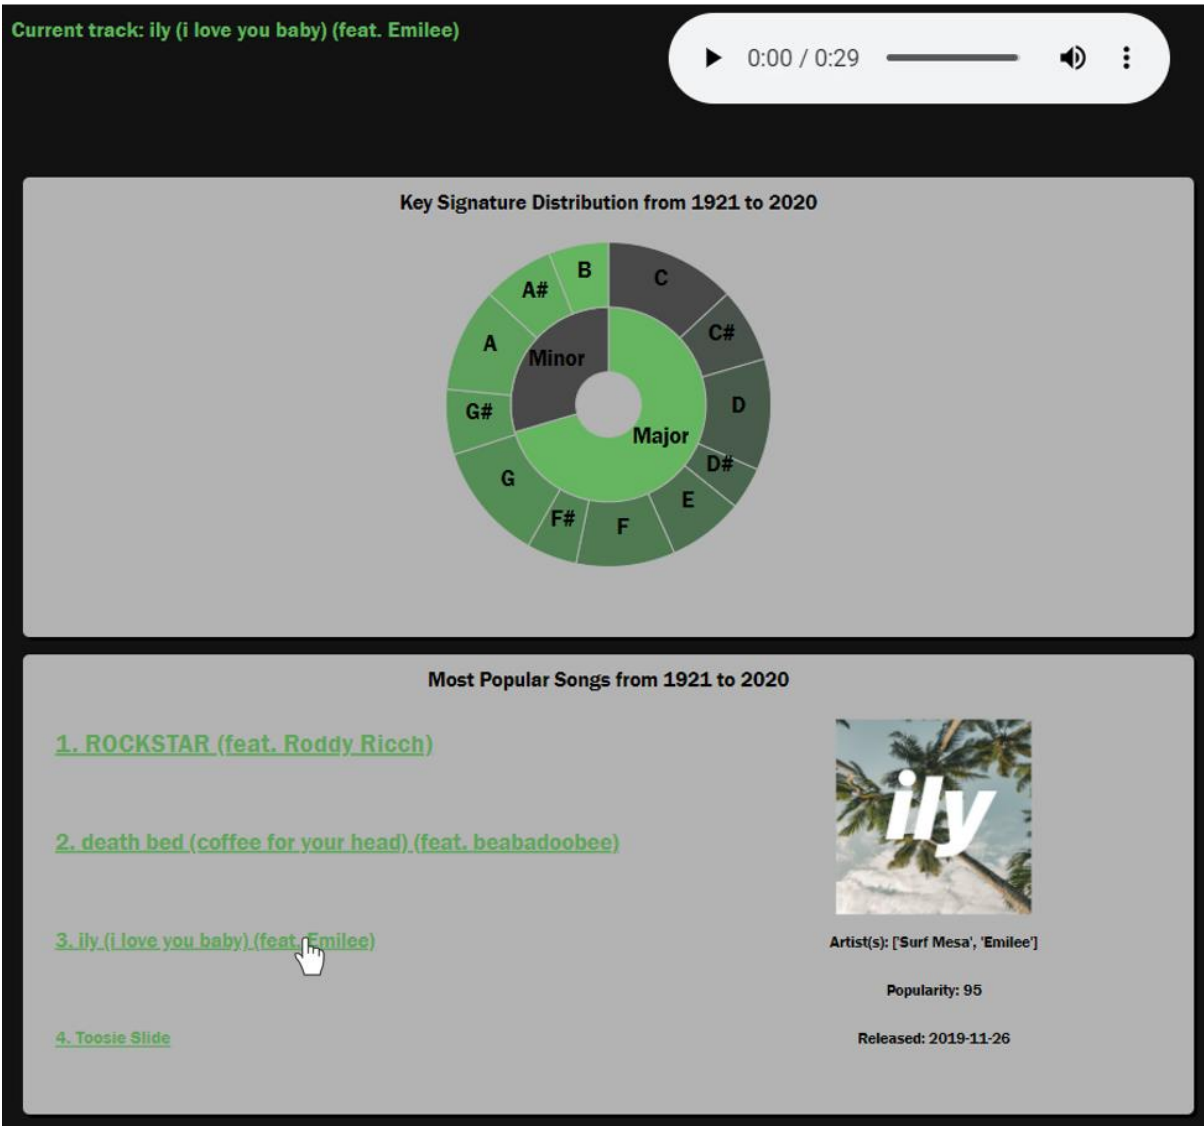 Current track: ily (i love you baby) (feat. Emilee)
0:00 / 0:29
Key Signature Distribution from 1921 to 2020
B
C
A#
C#
A
Minor
D
G#
Major
D#
G
E
F#
F
Most Popular Songs from 1921 to 2020
1. ROCKSTAR (feat. Roddy Ricch)
ily
2. death bed (coffee for your head) (feat. beabadoobee)
3. ily (i love you baby) (feat. Emilee)
Artist(s): ['Surf Mesa', 'Emilee']
Popularity: 95
4. Toosie Slide
Released: 2019-11-26